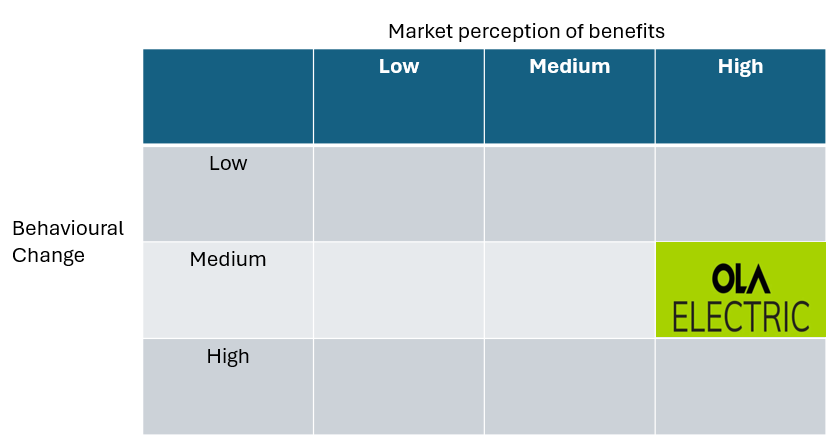 Market perception of benefits
Low Medium High
Low
Behavioural
Change
Medium
OLA
ELECTRIC
High